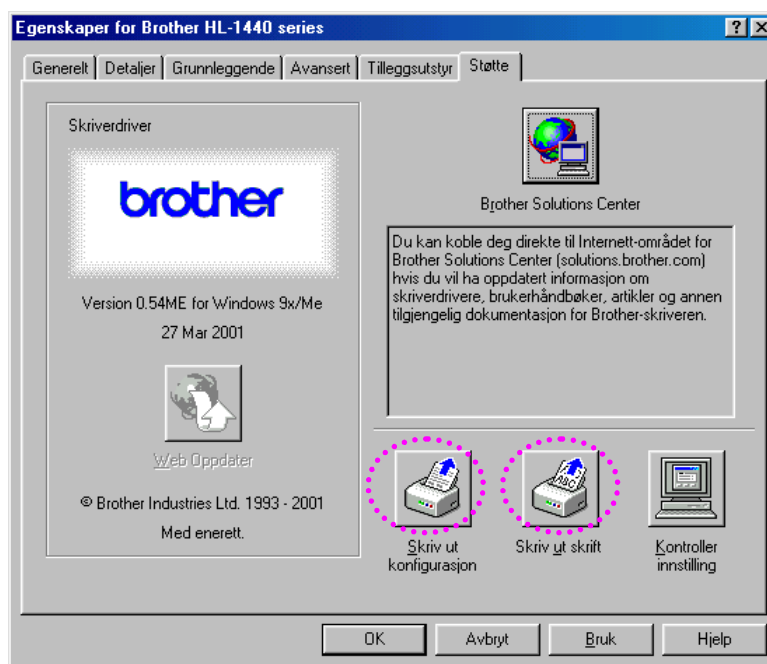 Egenskaper for Brother HL-1440 series
Generelt
Detaljer
Grunnleggende
Avansert
Tilleggsutstyr
Støtte
Skriverdriver
brother
Version 0.54ME for Windows 9x/Me
27 Mar 2001
Web Oppdater
© Brother Industries Ltd. 1993 - 2001
Med enerett.
Brother Solutions Center
Du kan koble deg direkte til Internett-området for
Brother Solutions Center (solutions.brother.com)
hvis du vil ha oppdatert informasjon om
skriverdrivere, brukerhåndbøker, artikler og annen
tilgjengelig dokumentasjon for Brother-skriveren.
Skriv ut
konfigurasjon
ABC
Skriv ut skrift
Kontroller
innstilling
OK
Avbryt
Bruk
Hjelp